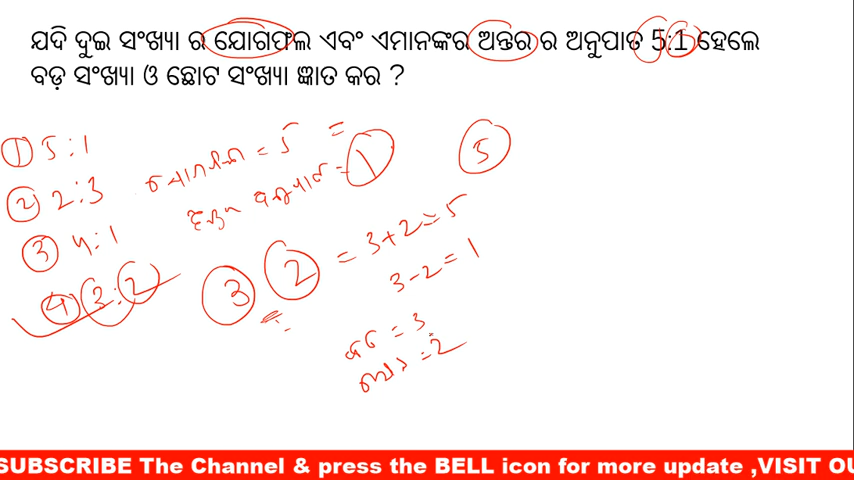 ଯଦି ଦୁଇ ସଂଖ୍ୟା ର ଯୋଗଫଳ ଏବଂ ଏମାନଙ୍କର ଅନ୍ତର ର ଅନୁପାତ 5:1 ହେଲେ
ବଡ଼ ସଂଖ୍ୟା ଓ ଛୋଟ ସଂଖ୍ୟା ଜ୍ଞାତ କର ?
① 5:1
② 2:3
③ 4:1
④ 3:2
ଯୋଗଫଳ = 5 =
= 1
5
3 2 = 3+2=5
3-2=1
ବଡ = 3
= 2
SUBSCRIBE The Channel & press the BELL icon for more update ,VISIT OU